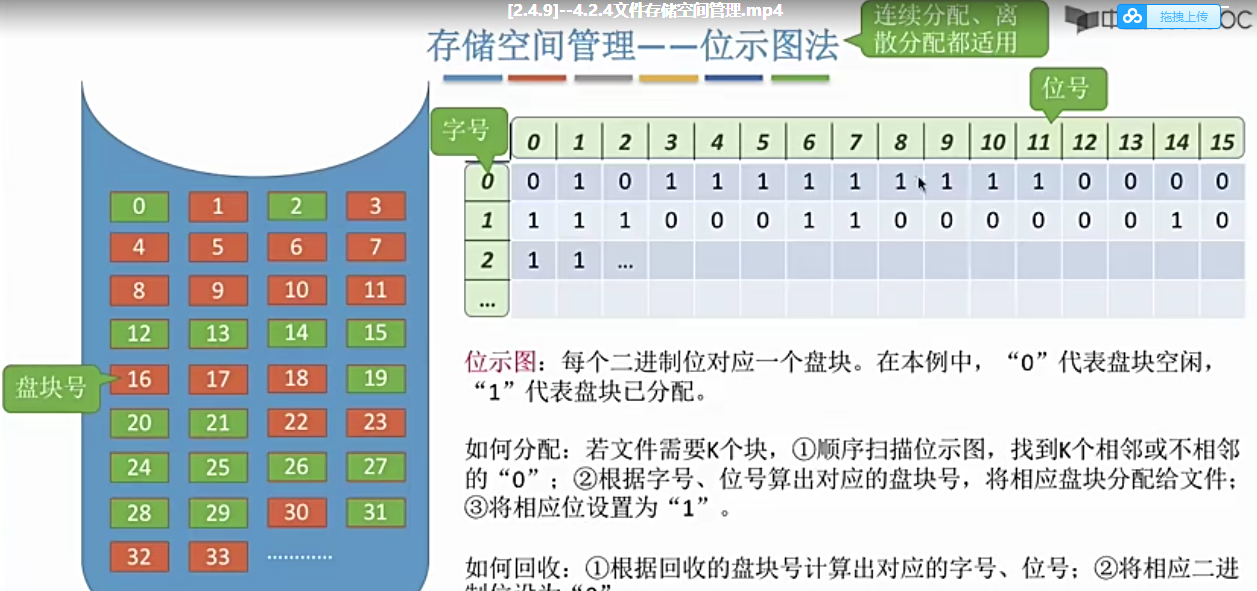 [2.4.9]--4.2.4文件存储空间管理.mp4
拖拽上传
中
OC
存储空间管理——位示图法
连续分配、离
散分配都适用
位号
字号
0 1 2 3 4 5 6 7 8 9 10 11 12 13 14 15
0 0 1 0 1 1 1 1 1 1 1 1 1 0 0 0 0
1 1 1 1 0 0 0 1 1 0 0 0 0 0 0 1 0
2 1 1 ...
...
0 1 2 3
4 5 6 7
8 9 10 11
12 13 14 15
盘块号
16 17 18 19
20 21 22 23
24 25 26 27
28 29 30 31
32 33 ............
位示图：每个二进制位对应一个盘块。在本例中，“0”代表盘块空闲，
“1”代表盘块已分配。
如何分配：若文件需要K个块，①顺序扫描位示图，找到K个相邻或不相邻
的“0”；②根据字号、位号算出对应的盘块号，将相应盘块分配给文件；
③将相应位设置为“1”。
如何回收：①根据回收的盘块号计算出对应的字号、位号；②将相应二进
制位设为“0”